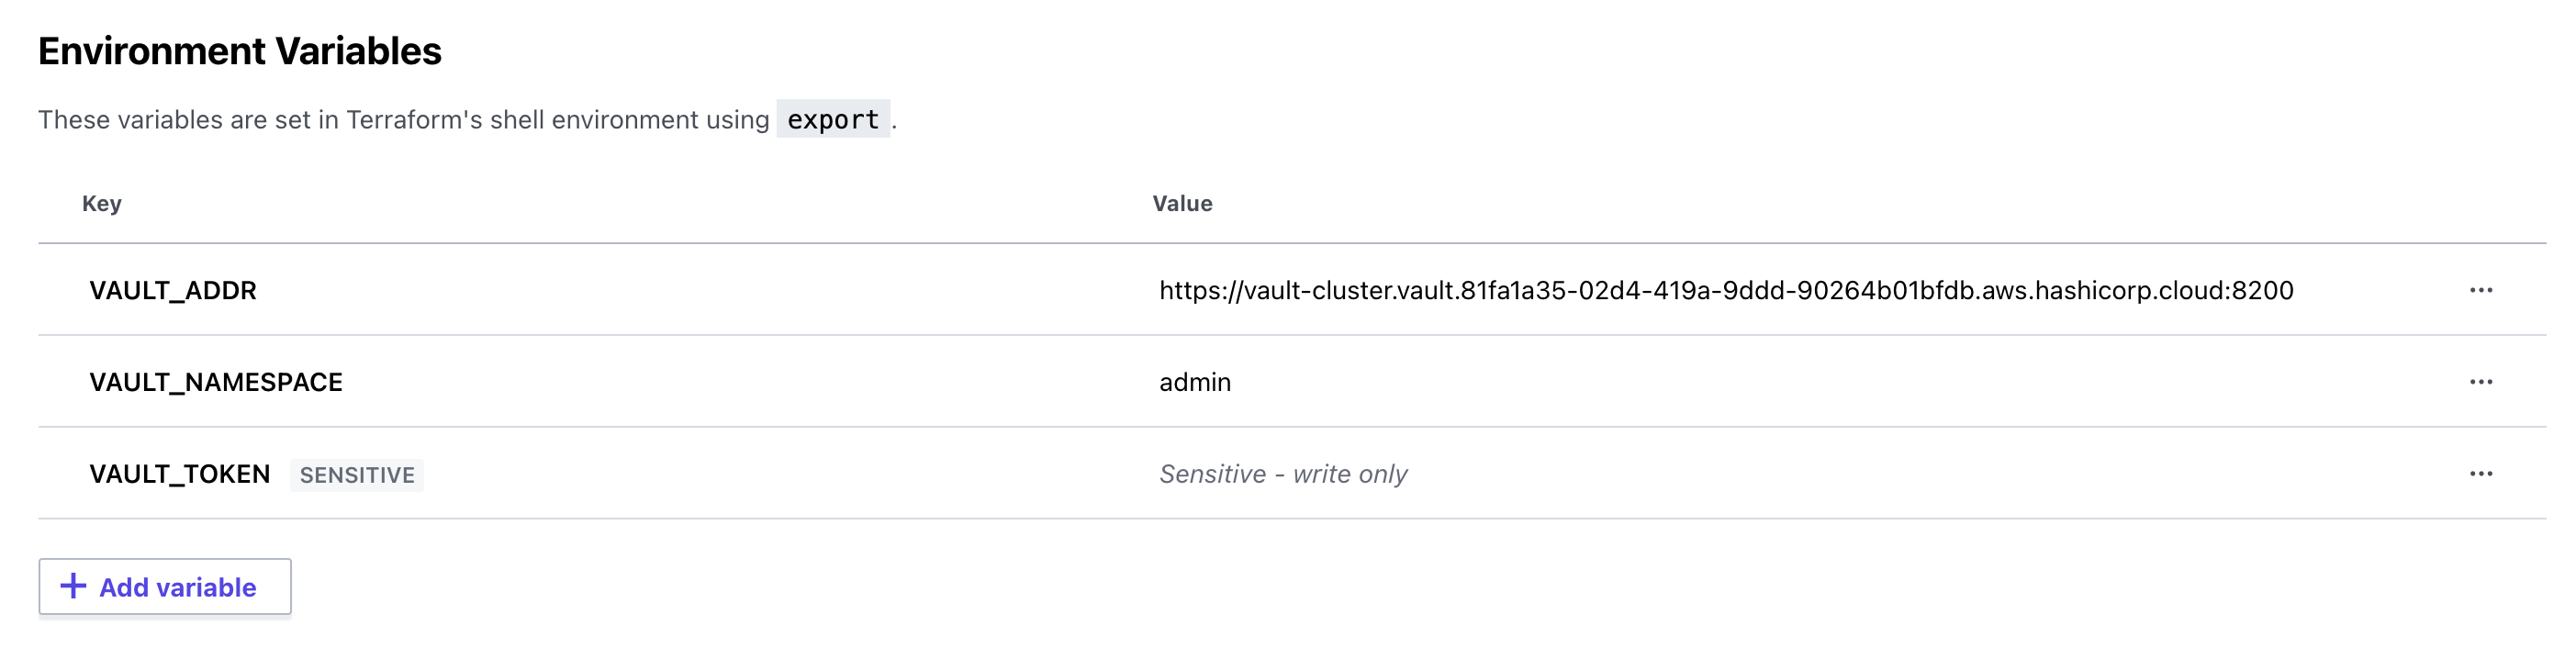 Environment Variables
These variables are set in Terraform's shell environment using export.
Key Value
VAULT_ADDR https://vault-cluster.vault.81fa1a35-02d4-419a-9ddd-90264b01bfdb.aws.hashicorp.cloud:8200 ...
VAULT_NAMESPACE admin ...
VAULT_TOKEN SENSITIVE Sensitive - write only ...
+ Add variable